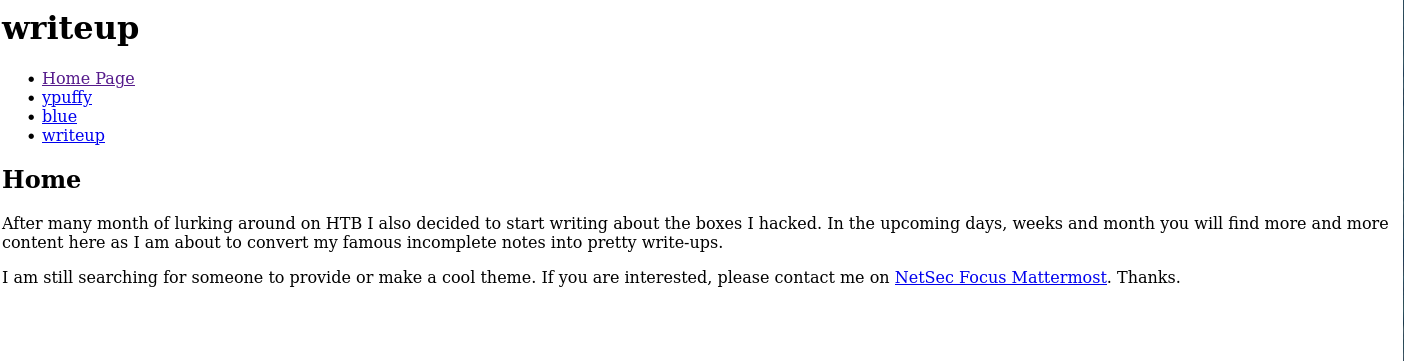 writeup
Home Page
ypuffy
blue
writeup
Home
After many month of lurking around on HTB I also decided to start writing about the boxes I hacked. In the upcoming days, weeks and month you will find more and more
content here as I am about to convert my famous incomplete notes into pretty write-ups.
I am still searching for someone to provide or make a cool theme. If you are interested, please contact me on NetSec Focus Mattermost. Thanks.